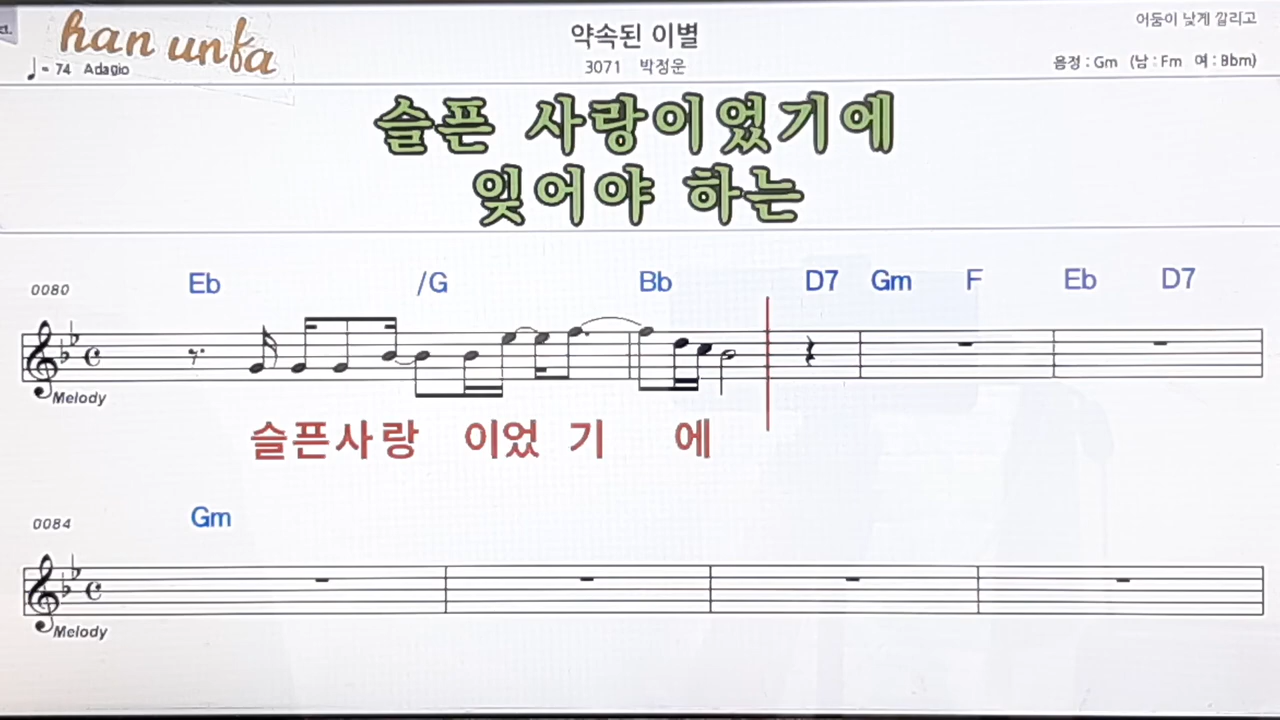 ct.
han unfa
약속된 이별
어둠이 낮게 깔리고
♩= 74 Adagio
3071 박정운
음정 : Gm (남 : Fm 여 : Bbm)
슬픈 사랑이었기에
잊어야 하는
0080 Eb /G Bb D7 Gm F Eb D7
Melody
슬픈사랑 이었 기 에
0084 Gm
Melody